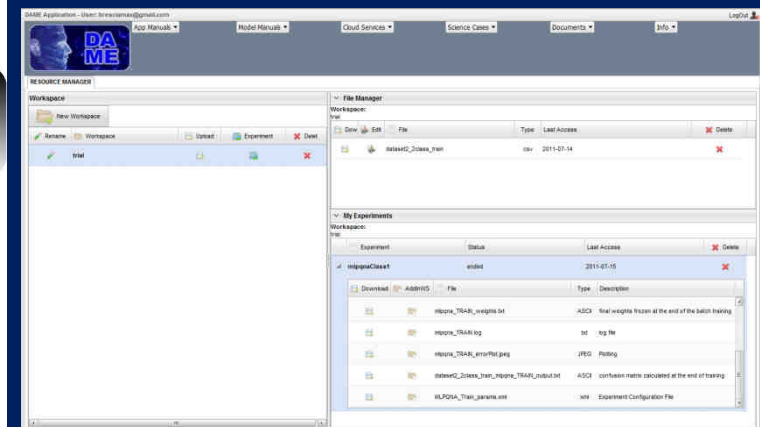 DAME Application - User: bresciamax@gmail.com
LogOut
DAME
App Manuals
Model Manuals
Cloud Services
Science Cases
Documents
Info
RESOURCE MANAGER
Workspace
New Workspace
Rename Workspace Upload Experiment Delet
trial
File Manager
Workspace:
trial
Dow Edit File Type Last Access Delete
dataset2_2class_train csv 2011-07-14
My Experiments
Workspace:
trial
Experiment Status Last Access Delete
mlpqnaClass1 ended 2011-07-15
Download AddInWS File Type Description
mlpqna_TRAIN_weights.txt ASCII final weights frozen at the end of the batch training
mlpqna_TRAIN.log txt log file
mlpqna_TRAIN_errorPlot.jpeg JPEG Plotting
dataset2_2class_train_mlpqna_TRAIN_output.txt ASCII confusion matrix calculated at the end of training
MLPQNA_Train_params.xml xml Experiment Configuration File